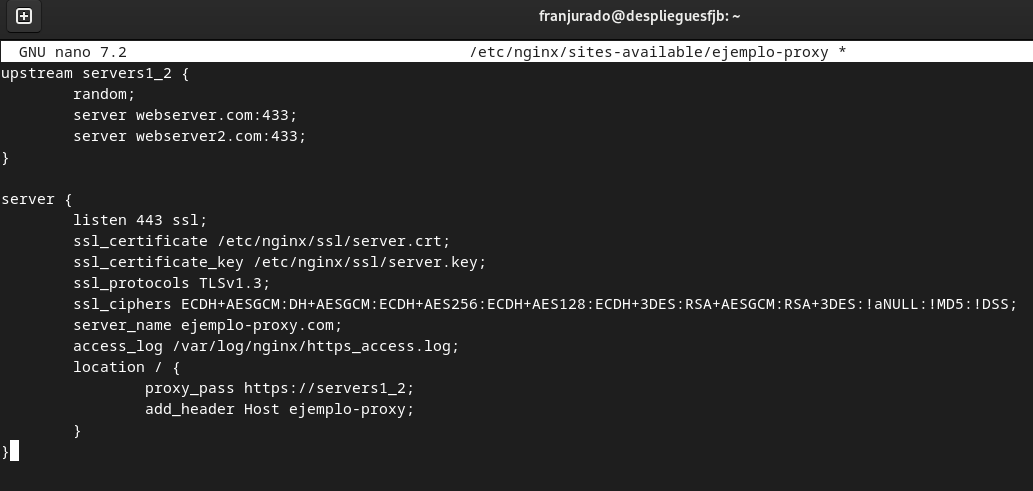 franjurado@desplieguesfjb: ~
GNU nano 7.2 /etc/nginx/sites-available/ejemplo-proxy *
upstream servers1_2 {
        random;
        server webserver.com:433;
        server webserver2.com:433;
}

server {
        listen 443 ssl;
        ssl_certificate /etc/nginx/ssl/server.crt;
        ssl_certificate_key /etc/nginx/ssl/server.key;
        ssl_protocols TLSv1.3;
        ssl_ciphers ECDH+AESGCM:DH+AESGCM:ECDH+AES256:ECDH+AES128:ECDH+3DES:RSA+AESGCM:RSA+3DES:!aNULL:!MD5:!DSS;
        server_name ejemplo-proxy.com;
        access_log /var/log/nginx/https_access.log;
        location / {
                proxy_pass https://servers1_2;
                add_header Host ejemplo-proxy;
        }
}